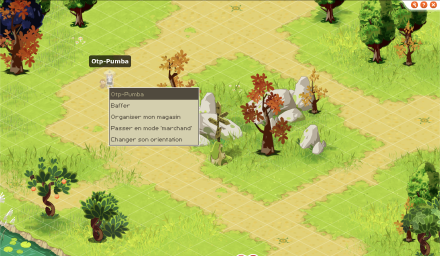 Otp-Pumba
Otp-Pumba
Baffer
Organiser mon magasin
Passer en mode 'marchand'
Changer son orientation